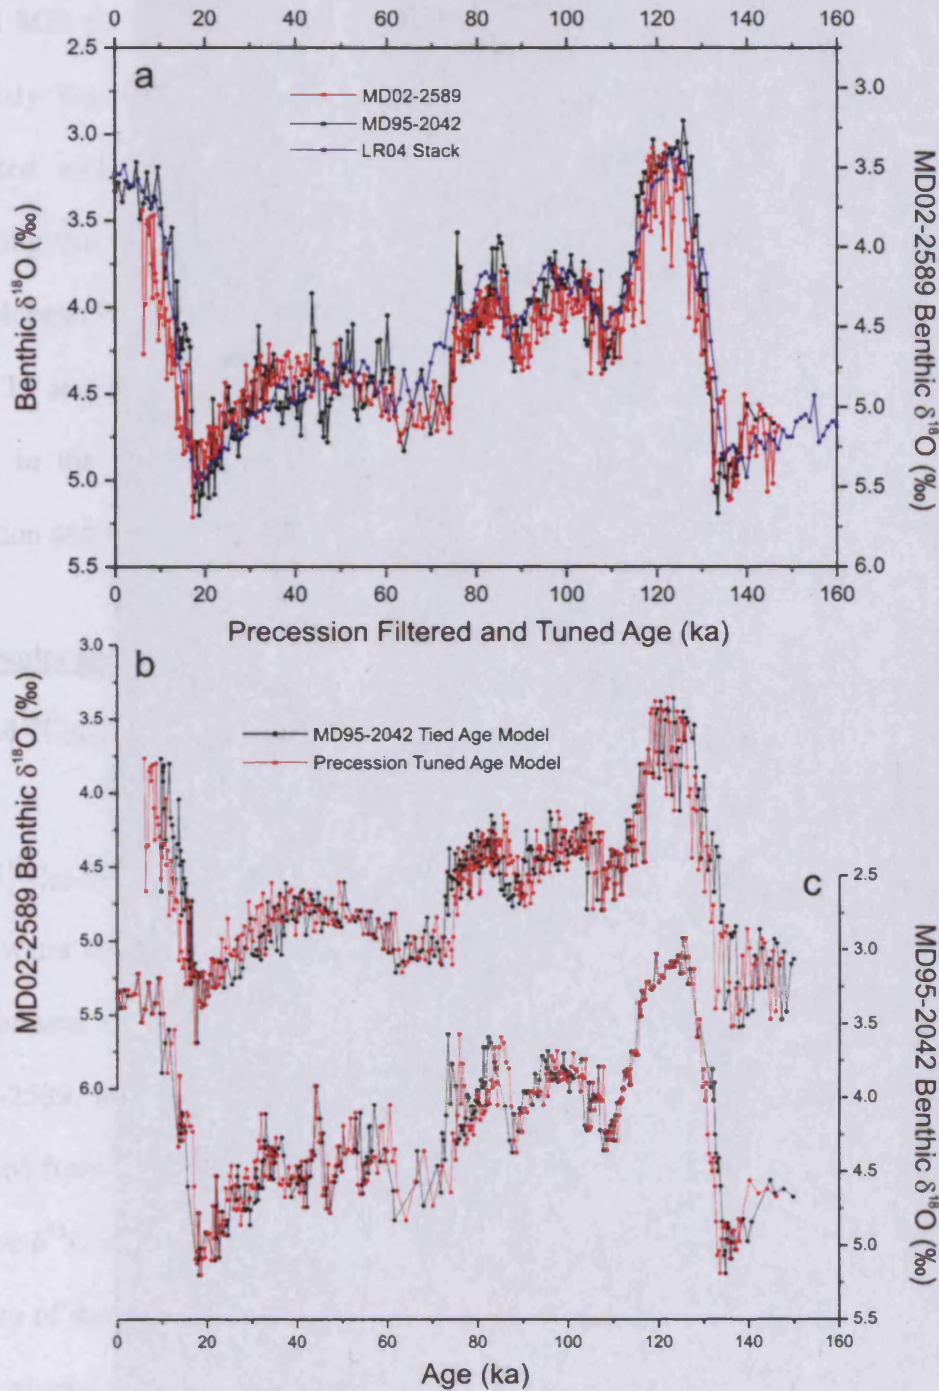 0 20 40 60 80 100 120 140 160
2.5
3.0
3.5
4.0
4.5
5.0
5.5
Benthic δ¹⁸O (‰)
a
MD02-2589
MD95-2042
LR04 Stack
3.0
3.5
4.0
4.5
5.0
5.5
6.0
MD02-2589 Benthic δ¹⁸O (‰)
0 20 40 60 80 100 120 140 160
Precession Filtered and Tuned Age (ka)
3.0
3.5
4.0
4.5
5.0
5.5
6.0
MD02-2589 Benthic δ¹⁸O (‰)
b
MD95-2042 Tied Age Model
Precession Tuned Age Model
c
2.5
3.0
3.5
4.0
4.5
5.0
5.5
MD95-2042 Benthic δ¹⁸O (‰)
0 20 40 60 80 100 120 140 160
Age (ka)